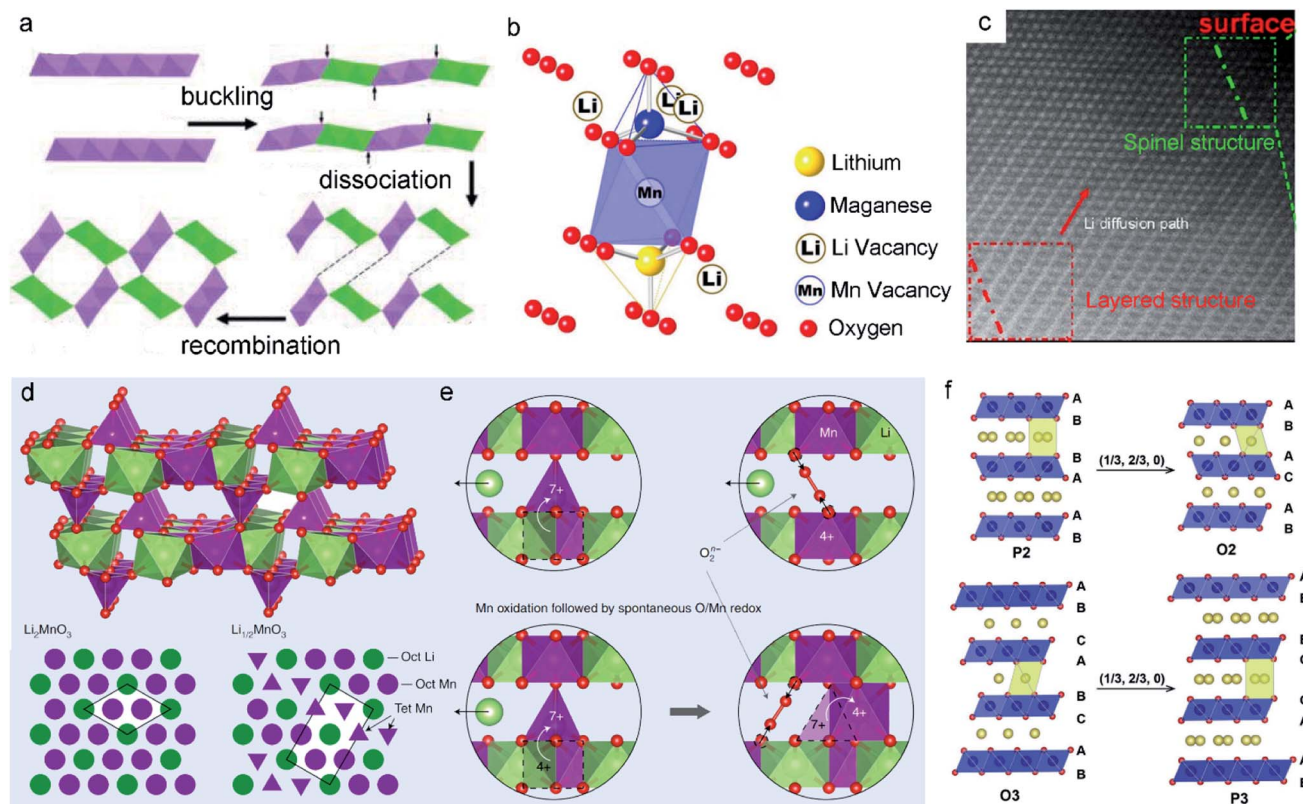 a
buckling
dissociation
recombination
b
Li
Li
Li
Mn
Li
Lithium
Maganese
Li
Li Vacancy
Mn
Mn Vacancy
Oxygen
c
surface
Spinel structure
Li diffusion path
Layered structure
d
Li₂MnO₃
Li₁/₂MnO₃
Oct Li
Oct Mn
Tet Mn
e
7+
Mn
Li
4+
O₂ⁿ⁻
Mn oxidation followed by spontaneous O/Mn redox
7+
4+
7+
4+
f
A
B
B
A
A
B
P2
(1/3, 2/3, 0)
A
B
A
C
A
B
O2
A
B
C
A
B
C
A
B
O3
(1/3, 2/3, 0)
A
A
P3